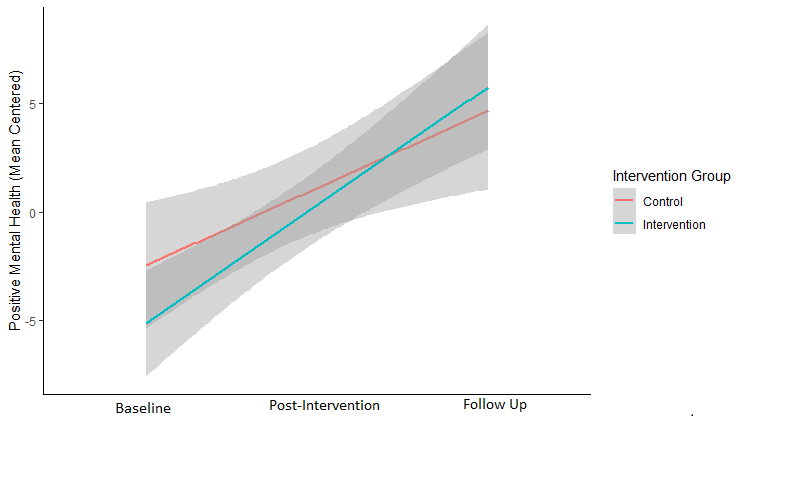 Positive Mental Health (Mean Centered)
5
0
-5
Baseline
Post-Intervention
Follow Up
Intervention Group
Control
Intervention
.